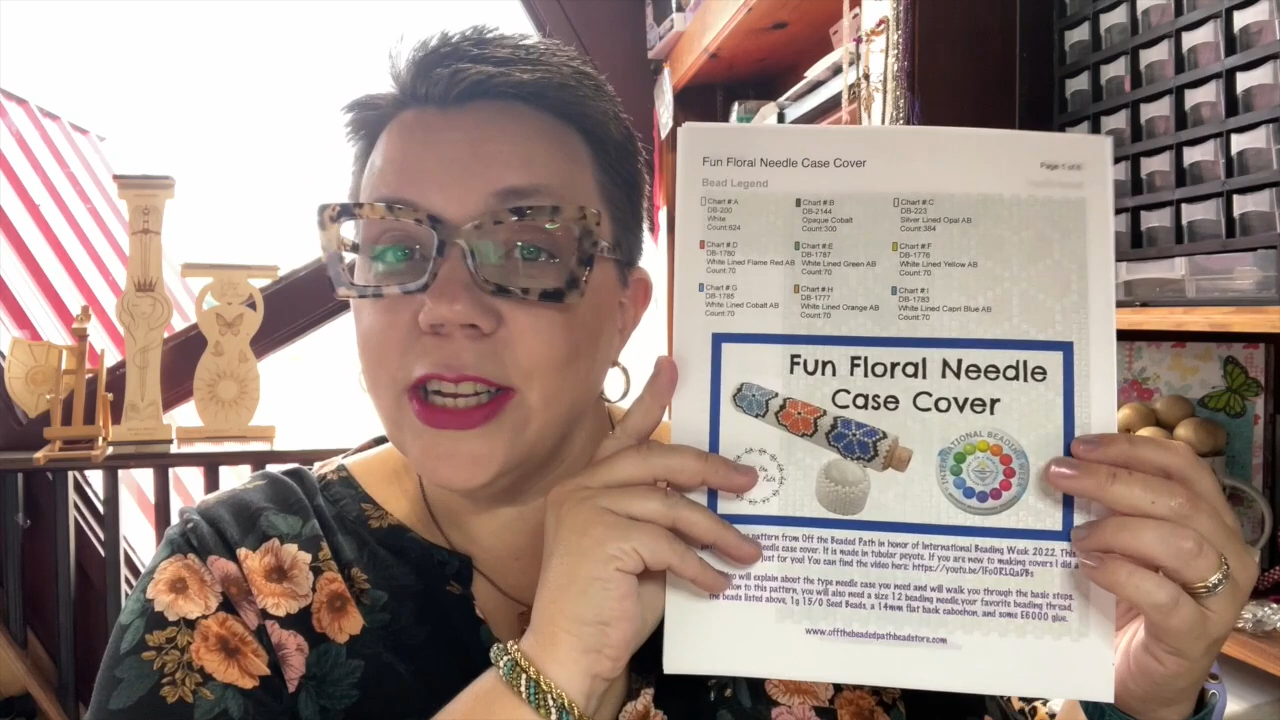 Fun Floral Needle Case Cover
Page 1 of 6
Bead Legend
Chart #:A
DB-200
White
Count:624
Chart #:B
DB-2144
Opaque Cobalt
Count:300
Chart #:C
DB-223
Silver Lined Opal AB
Count:384
Chart #:D
DB-1780
White Lined Flame Red AB
Count:70
Chart #:E
DB-1787
White Lined Green AB
Count:70
Chart #:F
DB-1776
White Lined Yellow AB
Count:70
Chart #:G
DB-1785
White Lined Cobalt AB
Count:70
Chart #:H
DB-1777
White Lined Orange AB
Count:70
Chart #:I
DB-1783
White Lined Capri Blue AB
Count:70
Fun Floral Needle
Case Cover
the
Path
INTERNATIONAL BEADING WEEK
pattern from Off the Beaded Path in honor of International Beading Week 2022. This
needle case cover. It is made in tubular peyote. If you are new to making covers I did a
just for you! You can find the video here: https://youtu.be/1FoORLQaDBs
will explain about the type needle case you need and will walk you through the basic steps.
to this pattern, you will also need a size 12 beading needle,your favorite beading thread,
the beads listed above, 1g 15/0 Seed Beads, a 14mm flat back cabochon, and some E6000 glue.
www.offthebeadedpathbeadstore.com